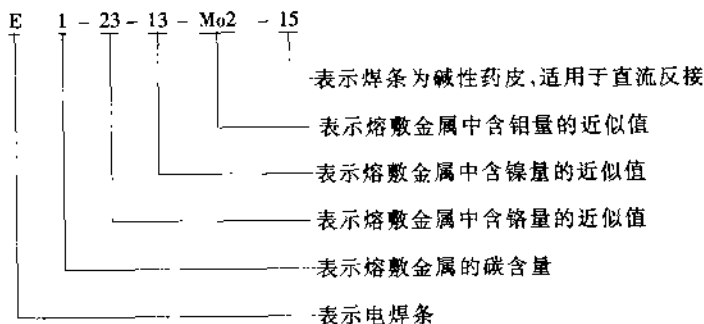 E 1 - 23 - 13 - Mo2 - 15
表示焊条为碱性药皮,适用于直流反接
表示熔敷金属中含钼量的近似值
表示熔敷金属中含镍量的近似值
表示熔敷金属中含铬量的近似值
表示熔敷金属的碳含量
表示电焊条